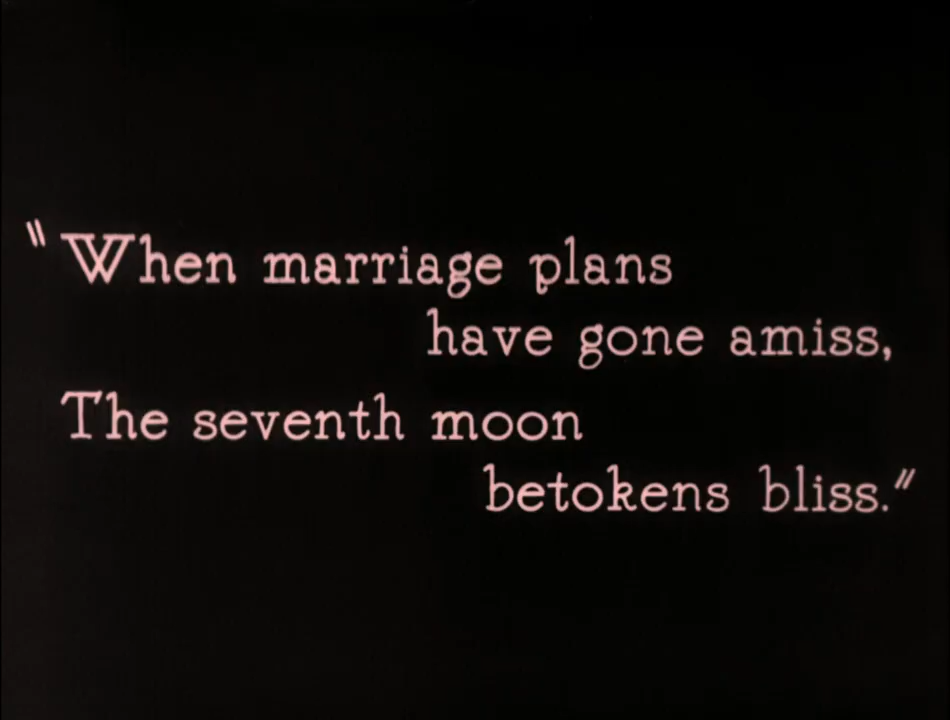 "When marriage plans
have gone amiss,
The seventh moon
betokens bliss."